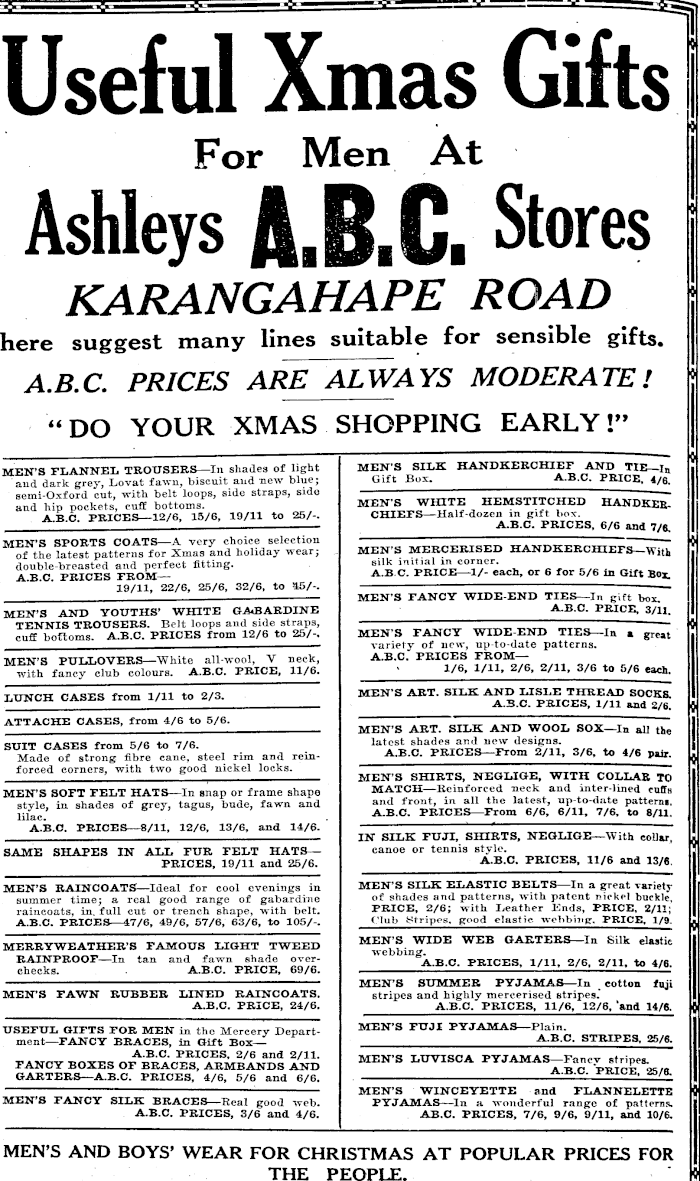 Useful Xmas Gifts
For Men At
Ashleys A.B.C. Stores
KARANGAHAPE ROAD
here suggest many lines suitable for sensible gifts.
A.B.C. PRICES ARE ALWAYS MODERATE!
"DO YOUR XMAS SHOPPING EARLY!"
MEN'S FLANNEL TROUSERS—In shades of light
and dark grey, Lovat fawn, biscuit and new blue;
semi-Oxford cut, with belt loops, side straps, side
and hip pockets, cuff bottoms.
A.B.C. PRICES—12/6, 15/6, 19/11 to 25/-.
MEN'S SPORTS COATS—A very choice selection
of the latest patterns for Xmas and holiday wear;
double-breasted and perfect fitting.
A.B.C. PRICES FROM—
19/11, 22/6, 25/6, 32/6, to 45/-.
MEN'S AND YOUTHS' WHITE GABARDINE
TENNIS TROUSERS. Belt loops and side straps,
cuff bottoms. A.B.C. PRICES from 12/6 to 25/-.
MEN'S PULLOVERS—White all-wool, V neck,
with fancy club colours. A.B.C. PRICE, 11/6.
LUNCH CASES from 1/11 to 2/3.
ATTACHE CASES, from 4/6 to 5/6.
SUIT CASES from 5/6 to 7/6.
Made of strong fibre cane, steel rim and rein-
forced corners, with two good nickel locks.
MEN'S SOFT FELT HATS—In snap or frame shape
style, in shades of grey, tagus, bude, fawn and
lilac.
A.B.C. PRICES—8/11, 12/6, 13/6, and 14/6.
SAME SHAPES IN ALL FUR FELT HATS—
PRICES, 19/11 and 25/6.
MEN'S RAINCOATS—Ideal for cool evenings in
summer time; a real good range of gabardine
raincoats, in full cut or trench shape, with belt.
A.B.C. PRICES—47/6, 49/6, 57/6, 63/6, to 105/-.
MERRYWEATHER'S FAMOUS LIGHT TWEED
RAINPROOF—In tan and fawn shade over-
checks. A.B.C. PRICE, 69/6.
MEN'S FAWN RUBBER LINED RAINCOATS.
A.B.C. PRICE, 24/6.
USEFUL GIFTS FOR MEN in the Mercery Depart-
ment—FANCY BRACES, in Gift Box—
A.B.C. PRICES, 2/6 and 2/11.
FANCY BOXES OF BRACES, ARMBANDS AND
GARTERS—A.B.C. PRICES, 4/6, 5/6 and 6/6.
MEN'S FANCY SILK BRACES—Real good web.
A.B.C. PRICES, 3/6 and 4/6.
MEN'S SILK HANDKERCHIEF AND TIE—In
Gift Box. A.B.C. PRICE, 4/6.
MEN'S WHITE HEMSTITCHED HANDKER-
CHIEFS—Half-dozen in gift box.
A.B.C. PRICES, 6/6 and 7/6.
MEN'S MERCERISED HANDKERCHIEFS—With
silk initial in corner.
A.B.C. PRICE—1/- each, or 6 for 5/6 in Gift Box.
MEN'S FANCY WIDE-END TIES—In gift box.
A.B.C. PRICE, 3/11.
MEN'S FANCY WIDE-END TIES—In a great
variety of new, up-to-date patterns.
A.B.C. PRICES FROM—
1/6, 1/11, 2/6, 2/11, 3/6 to 5/6 each.
MEN'S ART. SILK AND LISLE THREAD SOCKS.
A.B.C. PRICES, 1/11 and 2/6.
MEN'S ART. SILK AND WOOL SOX—In all the
latest shades and new designs.
A.B.C. PRICES—From 2/11, 3/6, to 4/6 pair.
MEN'S SHIRTS, NEGLIGE, WITH COLLAR TO
MATCH—Reinforced neck and inter-lined cuffs
and front, in all the latest, up-to-date patterns.
A.B.C. PRICES—From 6/6, 6/11, 7/6, to 8/11.
IN SILK FUJI, SHIRTS, NEGLIGE—With collar,
canoe or tennis style.
A.B.C. PRICES, 11/6 and 13/6.
MEN'S SILK ELASTIC BELTS—In a great variety
of shades and patterns, with patent nickel buckle,
PRICE, 2/6; with Leather Ends, PRICE, 2/11;
Club Stripes, good elastic webbing. PRICE, 1/9.
MEN'S WIDE WEB GARTERS—In Silk elastic
webbing.
A.B.C. PRICES, 1/11, 2/6, 2/11, to 4/6.
MEN'S SUMMER PYJAMAS—In cotton fuji
stripes and highly mercerised stripes.
A.B.C. PRICES, 11/6, 12/6, and 14/6.
MEN'S FUJI PYJAMAS—Plain.
A.B.C. STRIPES, 25/6.
MEN'S LUVISCA PYJAMAS—Fancy stripes.
A.B.C. PRICE, 25/6.
MEN'S WINCEYETTE and FLANNELETTE
PYJAMAS—In a wonderful range of patterns.
AB.C. PRICES, 7/6, 9/6, 9/11, and 10/6.
MEN'S AND BOYS' WEAR FOR CHRISTMAS AT POPULAR PRICES FOR
THE PEOPLE.